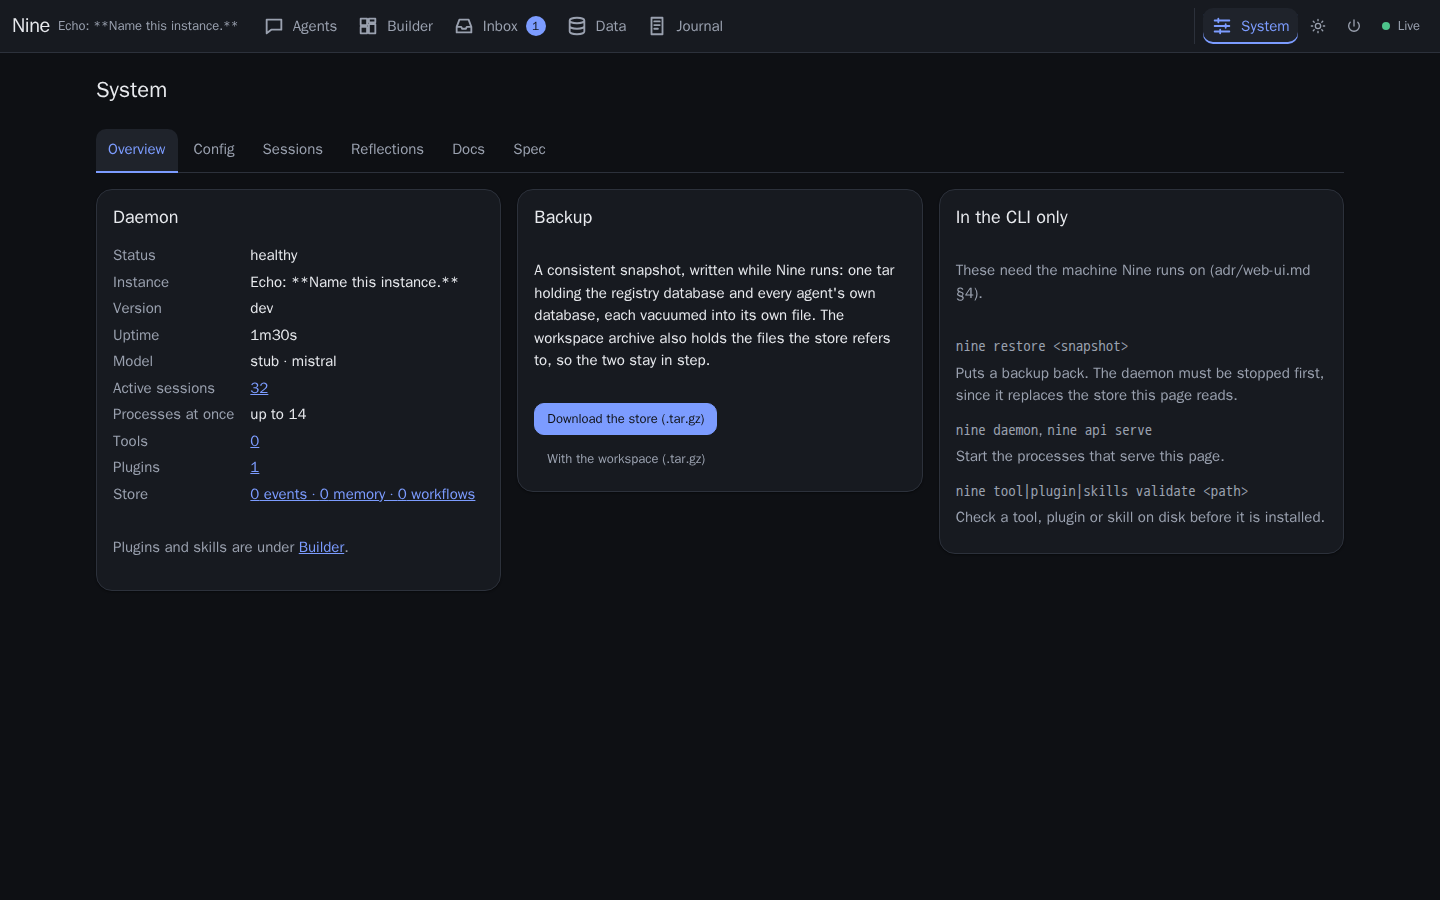 Nine Echo: **Name this instance.** Agents Builder Inbox 1 Data Journal System Live
System
Overview Config Sessions Reflections Docs Spec
Daemon
Status healthy
Instance Echo: **Name this instance.**
Version dev
Uptime 1m30s
Model stub · mistral
Active sessions 32
Processes at once up to 14
Tools 0
Plugins 1
Store 0 events · 0 memory · 0 workflows
Plugins and skills are under Builder.
Backup
A consistent snapshot, written while Nine runs: one tar
holding the registry database and every agent's own
database, each vacuumed into its own file. The
workspace archive also holds the files the store refers
to, so the two stay in step.
Download the store (.tar.gz)
With the workspace (.tar.gz)
In the CLI only
These need the machine Nine runs on (adr/web-ui.md
§4).
nine restore <snapshot>
Puts a backup back. The daemon must be stopped first,
since it replaces the store this page reads.
nine daemon, nine api serve
Start the processes that serve this page.
nine tool|plugin|skills validate <path>
Check a tool, plugin or skill on disk before it is installed.